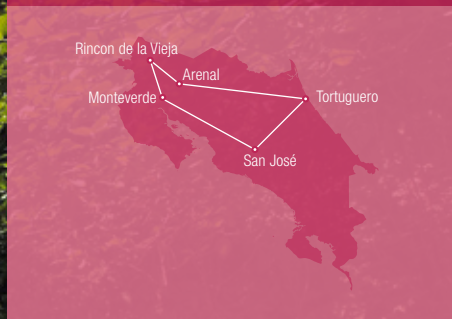 Rincon de la Vieja
Arenal
Monteverde
Tortuguero
San José